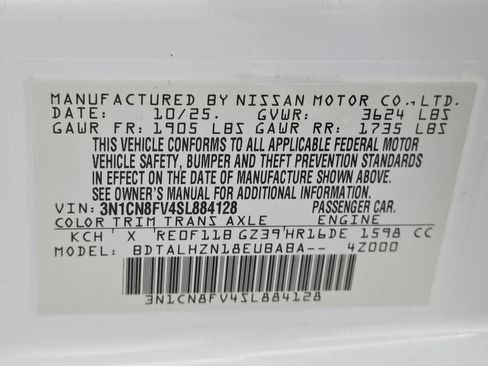 MANUFACTURED BY NISSAN MOTOR CO., LTD.
DATE: 10/25. GVWR: 3624 LBS
GAWR FR: 1905 LBS GAWR RR: 1735 LBS
THIS VEHICLE CONFORMS TO ALL APPLICABLE FEDERAL MOTOR
VEHICLE SAFETY, BUMPER AND THEFT PREVENTION STANDARDS
IN EFFECT ON THE DATE OF MANUFACTURE SHOWN ABOVE.
SEE OWNER'S MANUAL FOR ADDITIONAL INFORMATION.
VIN: 3N1CN8FV4SL884128 PASSENGER CAR.
COLOR TRIM TRANS AXLE ENGINE
KCH X RE0F11B GZ39 HR16DE 1598 CC
MODEL: BDTALHZN18EUBABA-- 4Z000
3N1CN8FV4SL884128